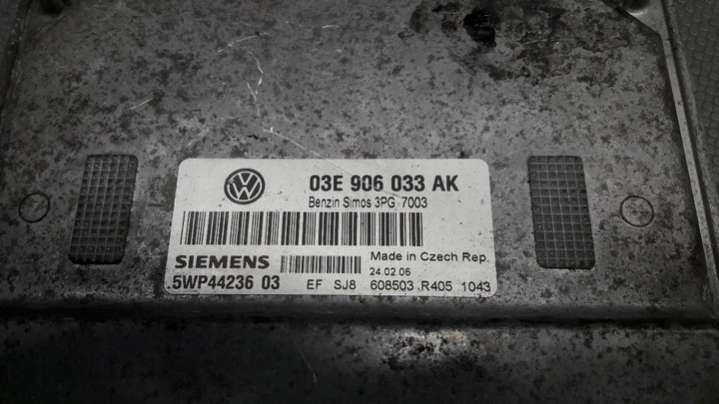 03E 906 033 AK
Benzin Simos 3PG 7003
SIEMENS
Made in Czech Rep.
24.02.06
5WP44236 03 EF SJ8 608503 R405 1043